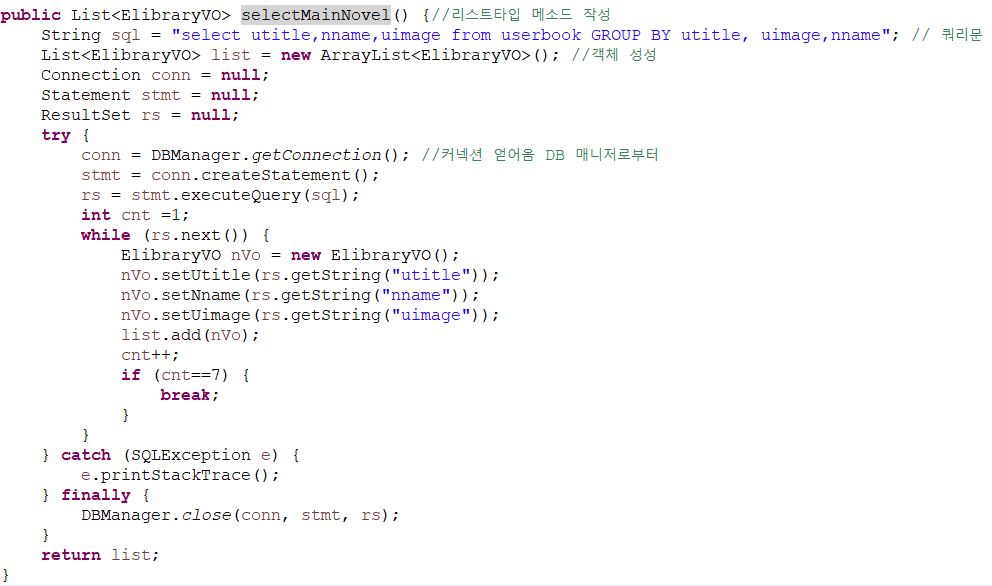 public List<ElibraryVO> selectMainNovel() {//리스트타입 메소드 작성
    String sql = "select utitle,nname,uimage from userbook GROUP BY utitle, uimage,nname"; // 쿼리문
    List<ElibraryVO> list = new ArrayList<ElibraryVO>(); //객체 성성
    Connection conn = null;
    Statement stmt = null;
    ResultSet rs = null;
    try {
        conn = DBManager.getConnection(); //커넥션 얻어옴 DB 매니저로부터
        stmt = conn.createStatement();
        rs = stmt.executeQuery(sql);
        int cnt =1;
        while (rs.next()) {
            ElibraryVO nVo = new ElibraryVO();
            nVo.setUtitle(rs.getString("utitle"));
            nVo.setNname(rs.getString("nname"));
            nVo.setUimage(rs.getString("uimage"));
            list.add(nVo);
            cnt++;
            if (cnt==7) {
                break;
            }
        }
    } catch (SQLException e) {
        e.printStackTrace();
    } finally {
        DBManager.close(conn, stmt, rs);
    }
    return list;
}